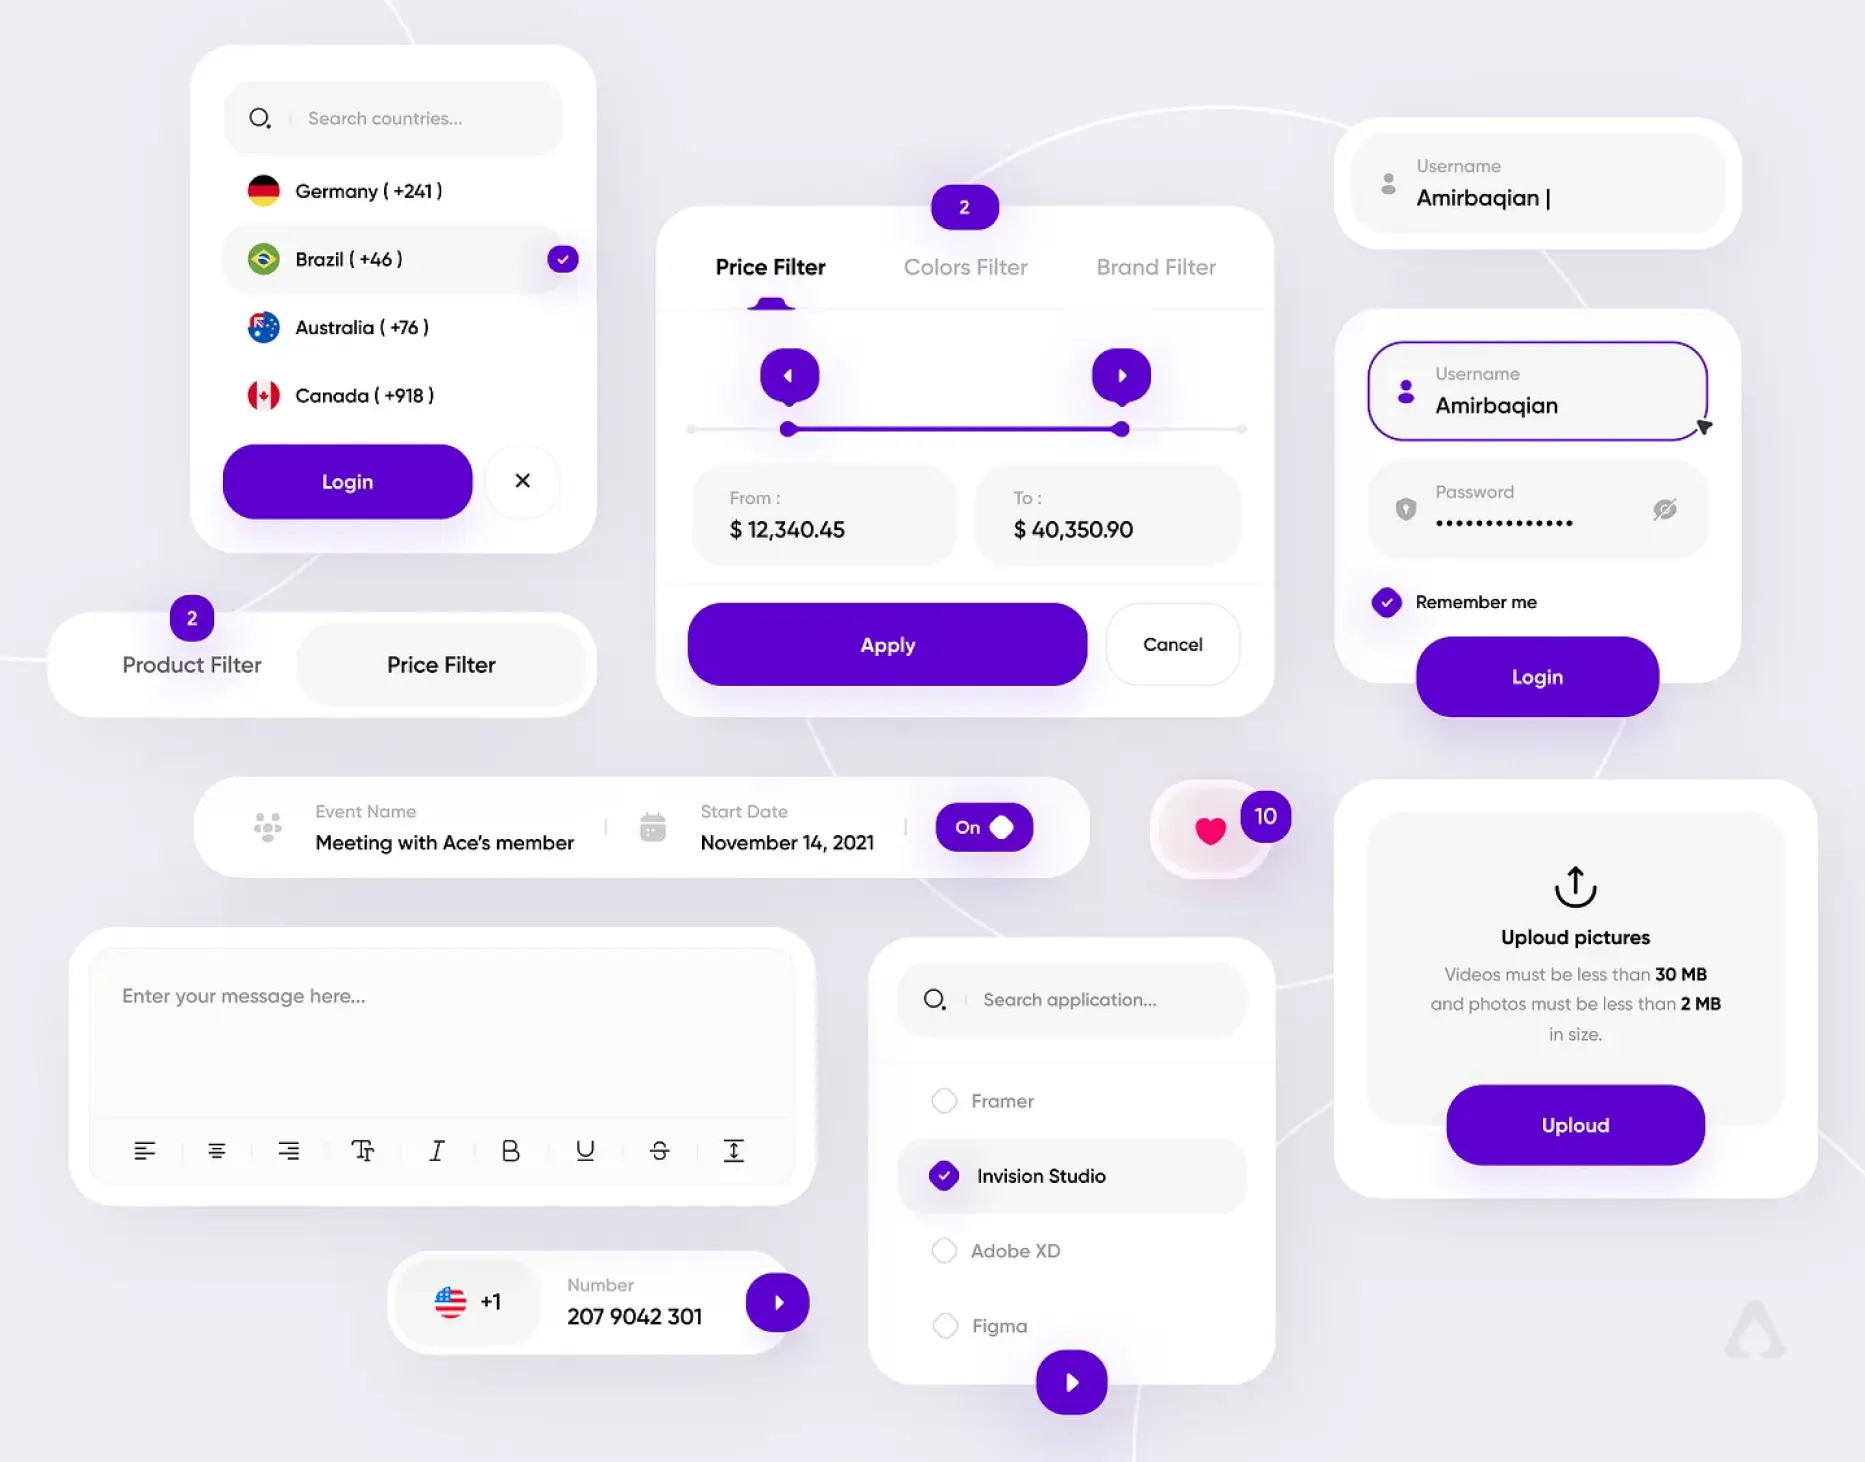 Search countries...
Germany ( +241 )
Brazil ( +46 )
Australia ( +76 )
Canada ( +918 )
Login
2
Product Filter
Price Filter
2
Price Filter
Colors Filter
Brand Filter
From :
$ 12,340.45
To :
$ 40,350.90
Apply
Cancel
Username
Amirbaqian |
Username
Amirbaqian
Password
Remember me
Login
Event Name
Meeting with Ace’s member
Start Date
November 14, 2021
On
10
Enter your message here...
Tr
I
B
U
S
+1
Number
207 9042 301
Search application...
Framer
Invision Studio
Adobe XD
Figma
Uploud pictures
Videos must be less than 30 MB
and photos must be less than 2 MB
in size.
Uploud